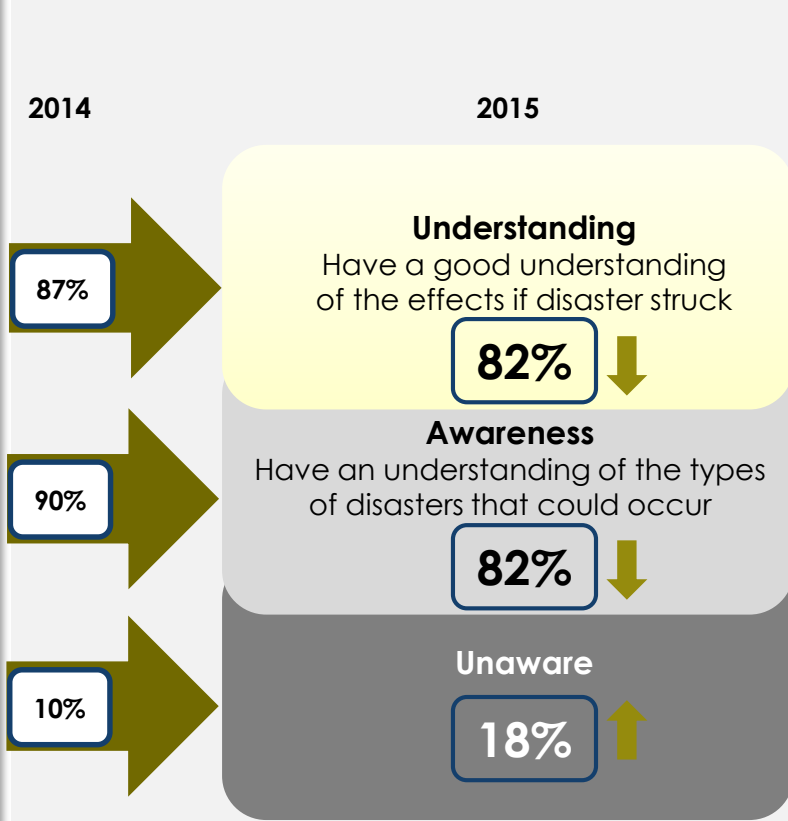 2014
2015
Understanding
Have a good understanding
of the effects if disaster struck
87%
82%
Awareness
Have an understanding of the types
of disasters that could occur
90%
82%
Unaware
10%
18%